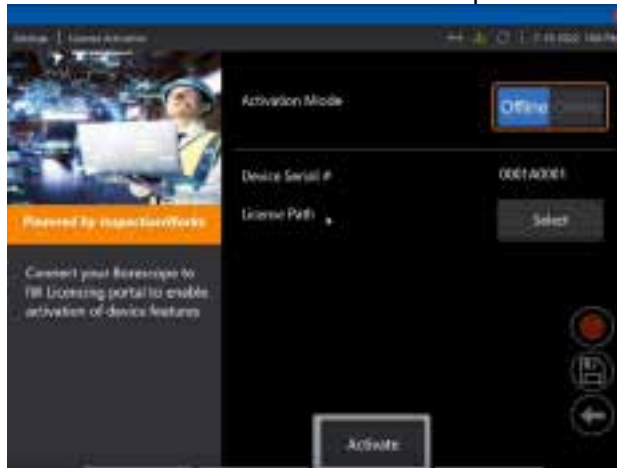 Settings | License Activation
Activation Mode
Offline
Device Serial #
0001A0001
License Path
Select
Powered by InspectionWorks
Connect your Borescope to
IW Licensing portal to enable
activation of device features
Activate